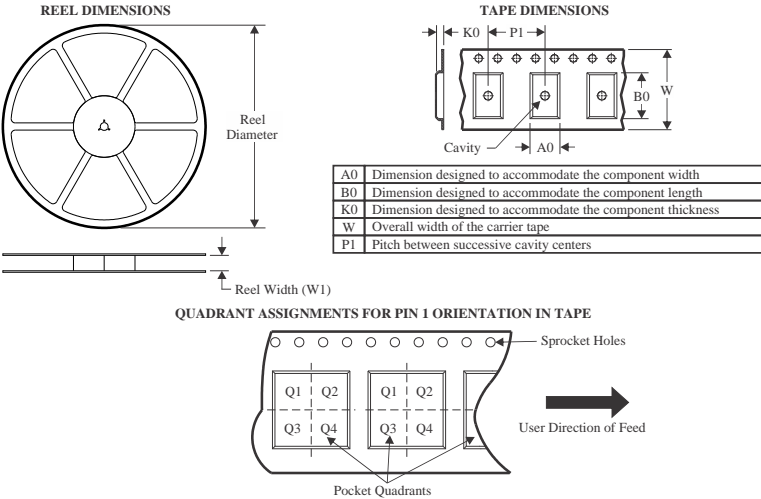 REEL DIMENSIONS
Reel
Diameter
Reel Width (W1)
TAPE DIMENSIONS
K0
P1
B0
W
Cavity
A0
A0 Dimension designed to accommodate the component width
B0 Dimension designed to accommodate the component length
K0 Dimension designed to accommodate the component thickness
W Overall width of the carrier tape
P1 Pitch between successive cavity centers
QUADRANT ASSIGNMENTS FOR PIN 1 ORIENTATION IN TAPE
Sprocket Holes
Q1 Q2 Q1 Q2
Q3 Q4 Q3 Q4
User Direction of Feed
Pocket Quadrants